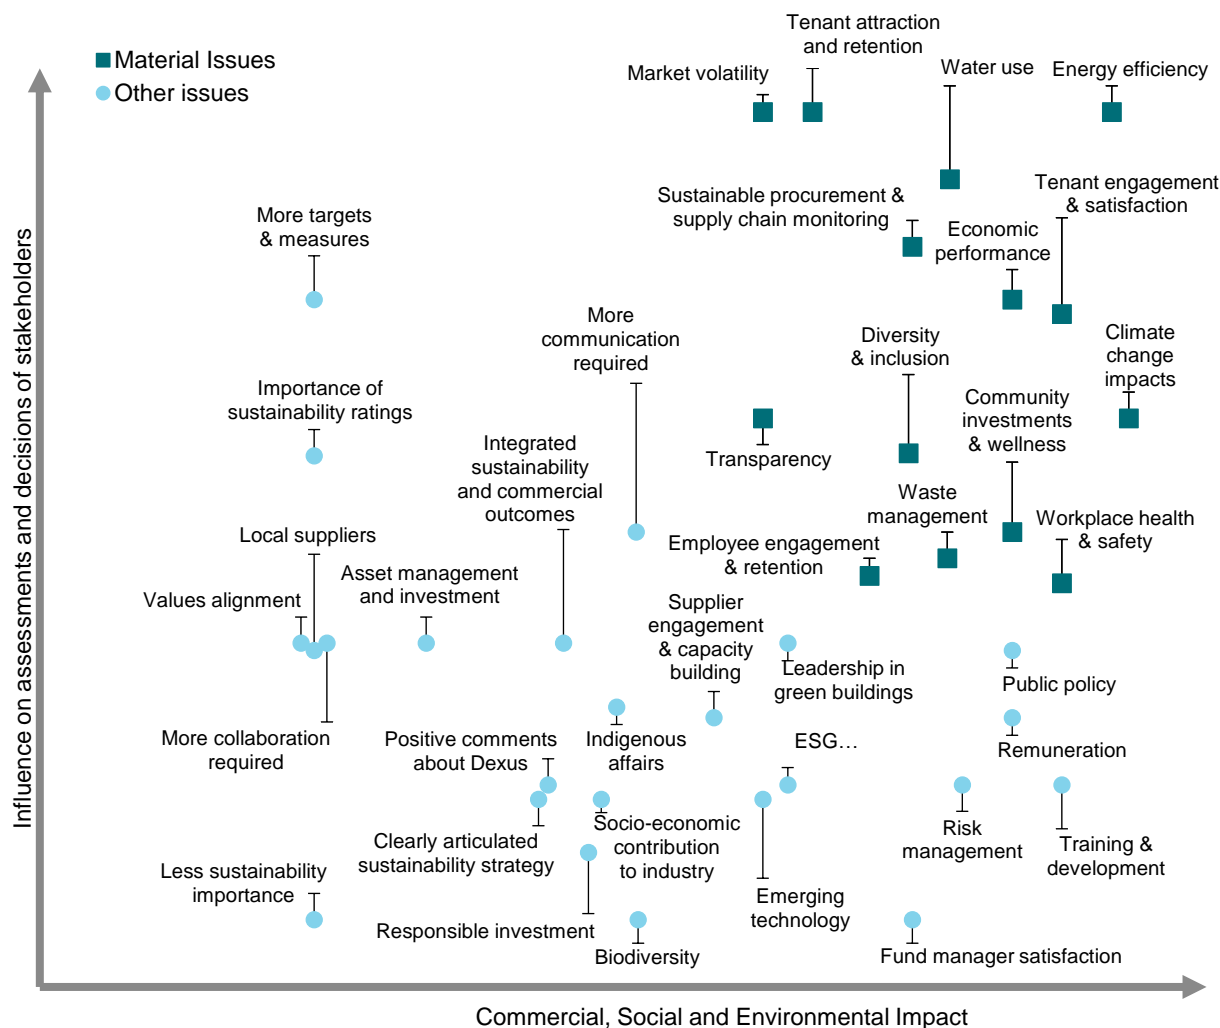 Material Issues
Other issues
Tenant attraction
and retention
Market volatility
Water use
Energy efficiency
Sustainable procurement &
supply chain monitoring
Tenant engagement
& satisfaction
Economic
performance
More targets
& measures
More
communication
required
Diversity
& inclusion
Climate
change
impacts
Importance of
sustainability ratings
Community
investments
& wellness
Integrated
sustainability
and commercial
outcomes
Transparency
Waste
management
Workplace health
& safety
Local suppliers
Employee engagement
& retention
Asset management
and investment
Values alignment
Supplier
engagement
& capacity
building
Leadership in
green buildings
Public policy
More collaboration
required
Positive comments
about Dexus
Indigenous
affairs
ESG…
Remuneration
Clearly articulated
sustainability strategy
Socio-economic
contribution
to industry
Risk
management
Training &
development
Less sustainability
importance
Emerging
technology
Responsible investment
Biodiversity
Fund manager satisfaction
Influence on assessments and decisions of stakeholders
Commercial, Social and Environmental Impact